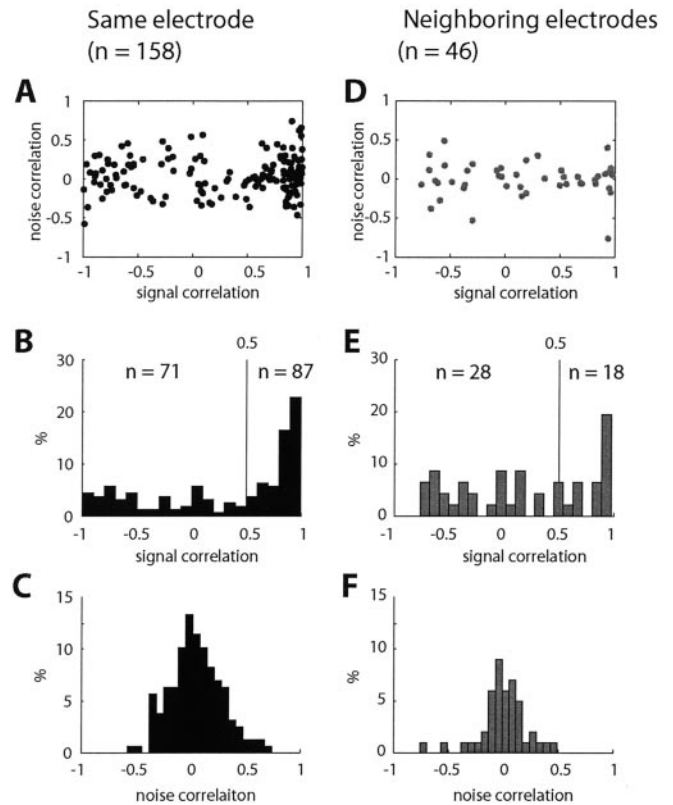 Same electrode
(n = 158)
Neighboring electrodes
(n = 46)
A
1
0.5
0
-0.5
-1
noise correlation
-1 -0.5 0 0.5 1
signal correlation
D
1
0.5
0
-0.5
-1
noise correlation
-1 -0.5 0 0.5 1
signal correlation
B
0.5
n = 71 n = 87
30
20
10
0
%
-1 -0.5 0 0.5 1
signal correlation
E
0.5
n = 28 n = 18
30
20
10
0
%
-1 -0.5 0 0.5 1
signal correlation
C
15
10
5
0
%
-1 -0.5 0 0.5 1
noise correlaiton
F
15
10
5
0
%
-1 -0.5 0 0.5 1
noise correlation